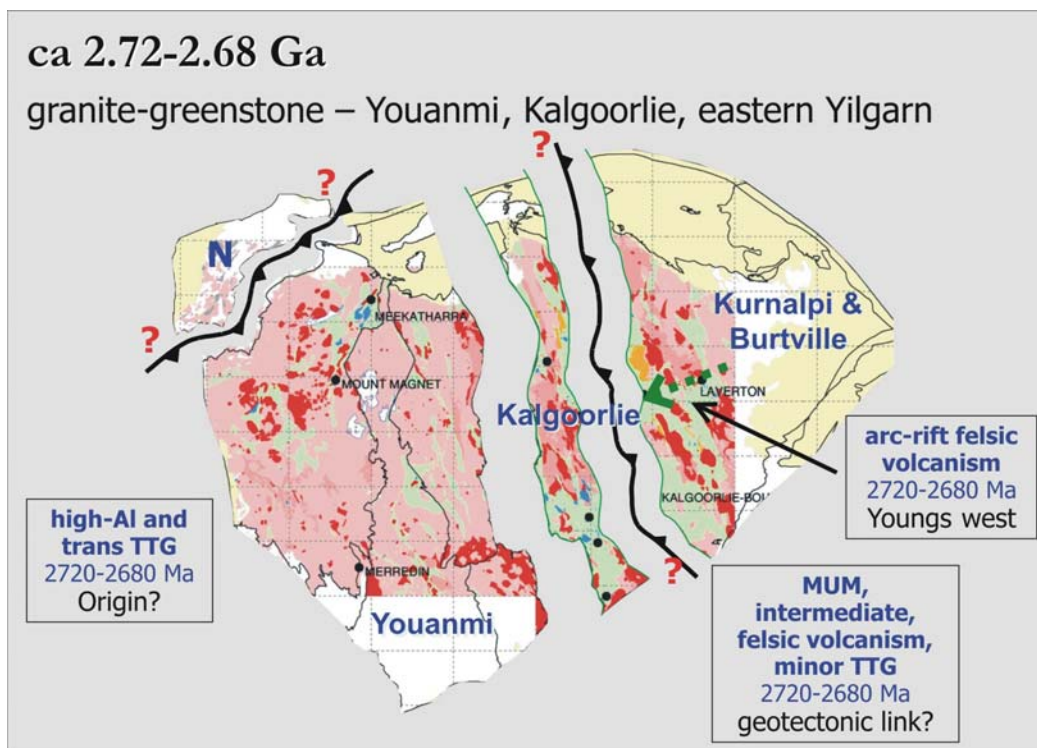 ca 2.72-2.68 Ga
granite-greenstone – Youanmi, Kalgoorlie, eastern Yilgarn
?
?
N
?
MEEKATHARRA
MOUNT MAGNET
Kurnalpi &
Burtville
LAVERTON
Kalgoorlie
KALGOORLIE-BOU
arc-rift felsic
volcanism
2720-2680 Ma
Youngs west
high-Al and
trans TTG
2720-2680 Ma
Origin?
MERREDIN
Youanmi
?
MUM,
intermediate,
felsic volcanism,
minor TTG
2720-2680 Ma
geotectonic link?